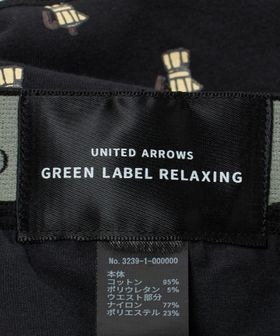 UNITED ARROWS
GREEN LABEL RELAXING
No.3239-1-000000
本体
コットン 95%
ポリウレタン 5%
ウエスト部分
ナイロン 77%
ポリエステル 23%